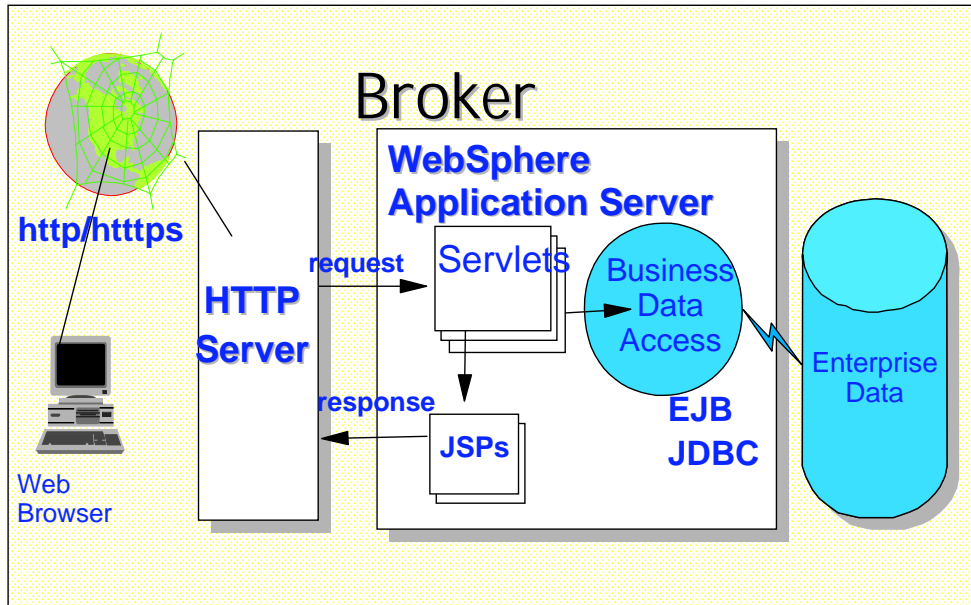 Broker
WebSphere
Application Server
http/htttps
request
Servlets
Business
Data
Access
HTTP
Server
Enterprise
Data
response
JSPs
EJB
JDBC
Web
Browser